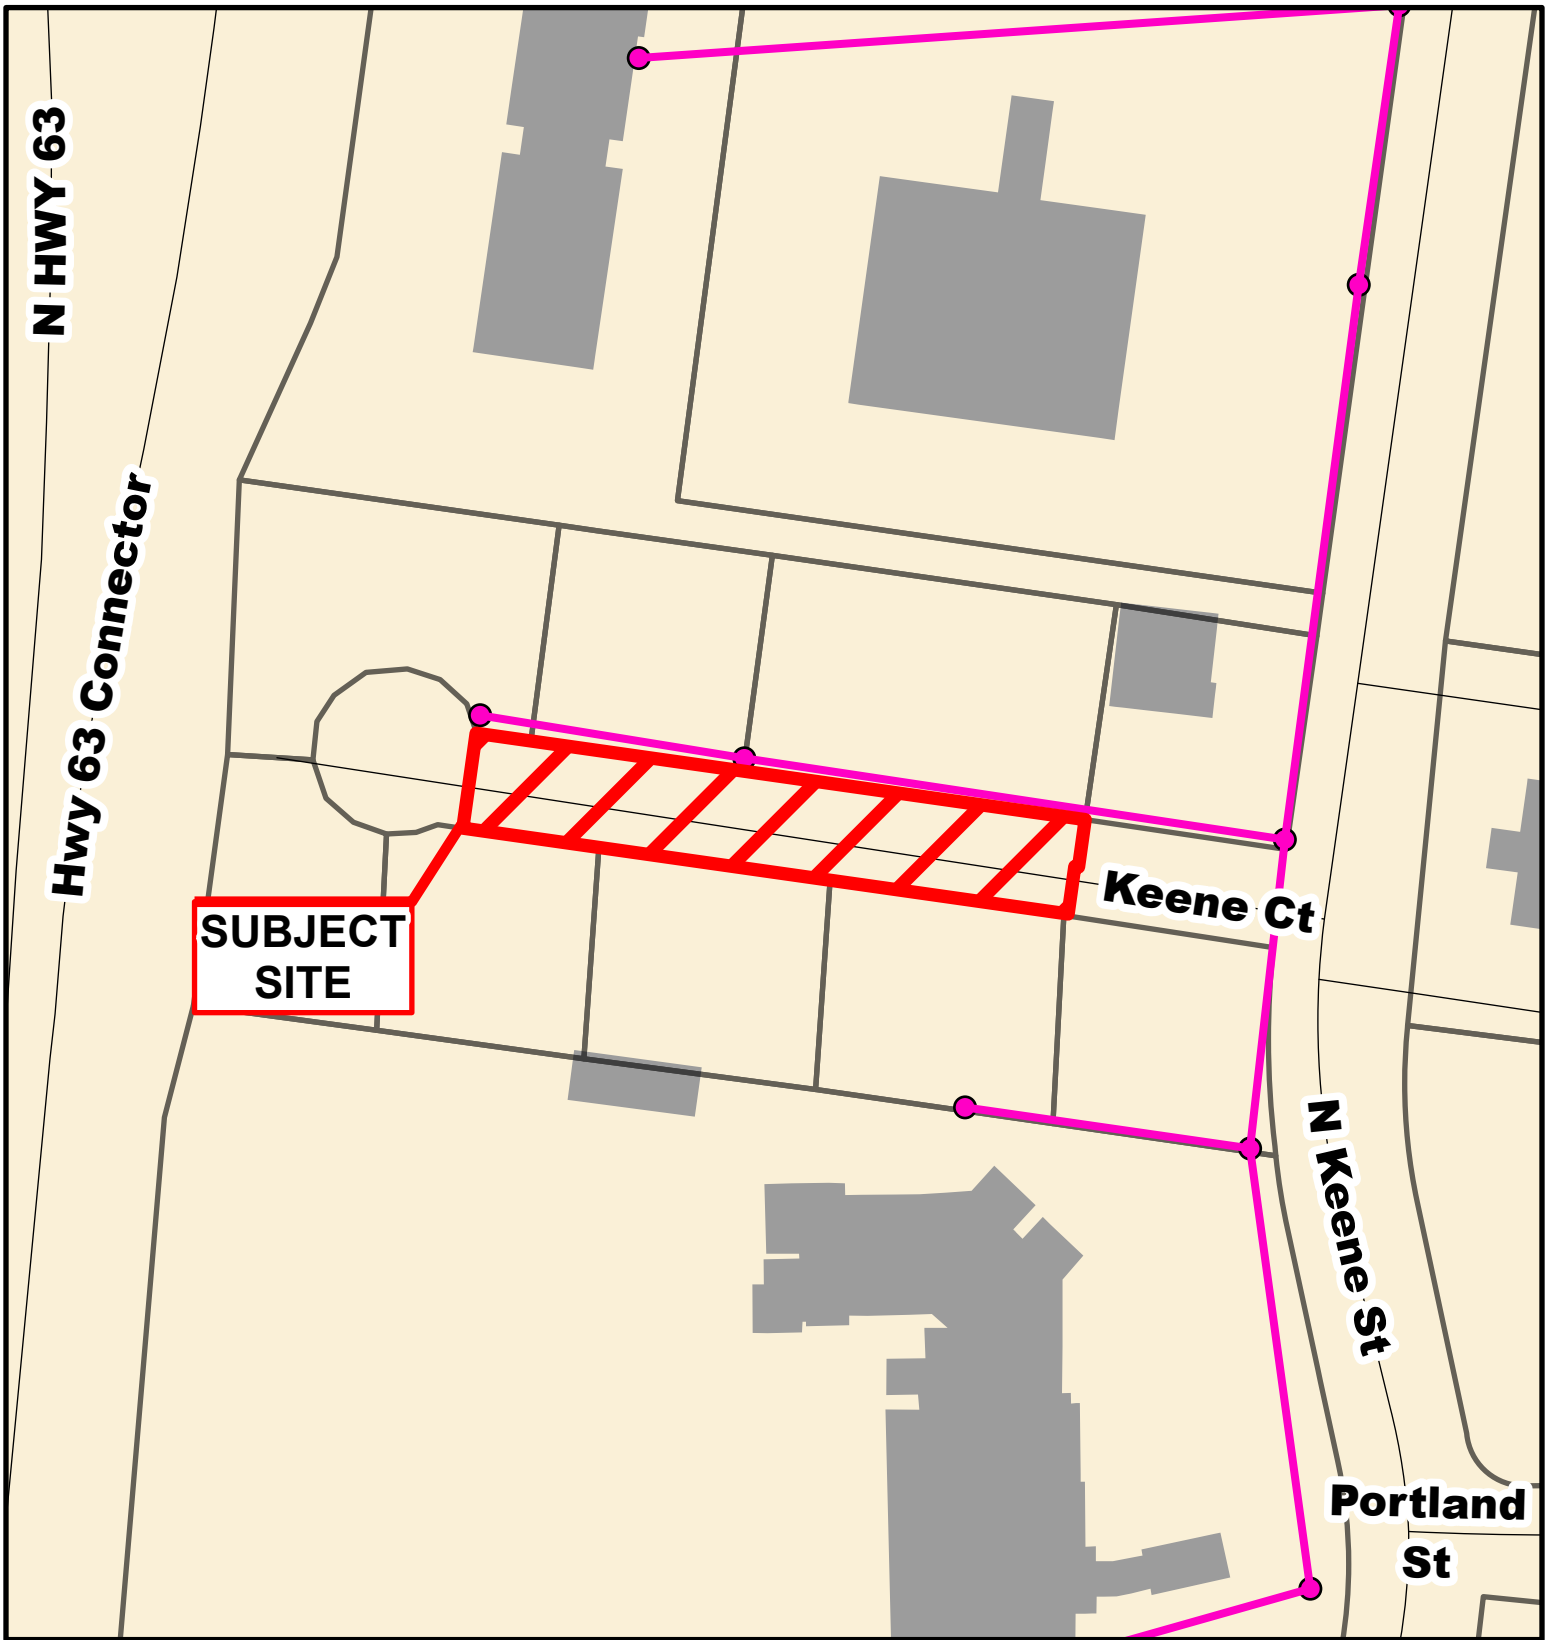 N HWY 63
Hwy 63 Connector
SUBJECT
SITE
Keene Ct
N Keene St
Portland
St